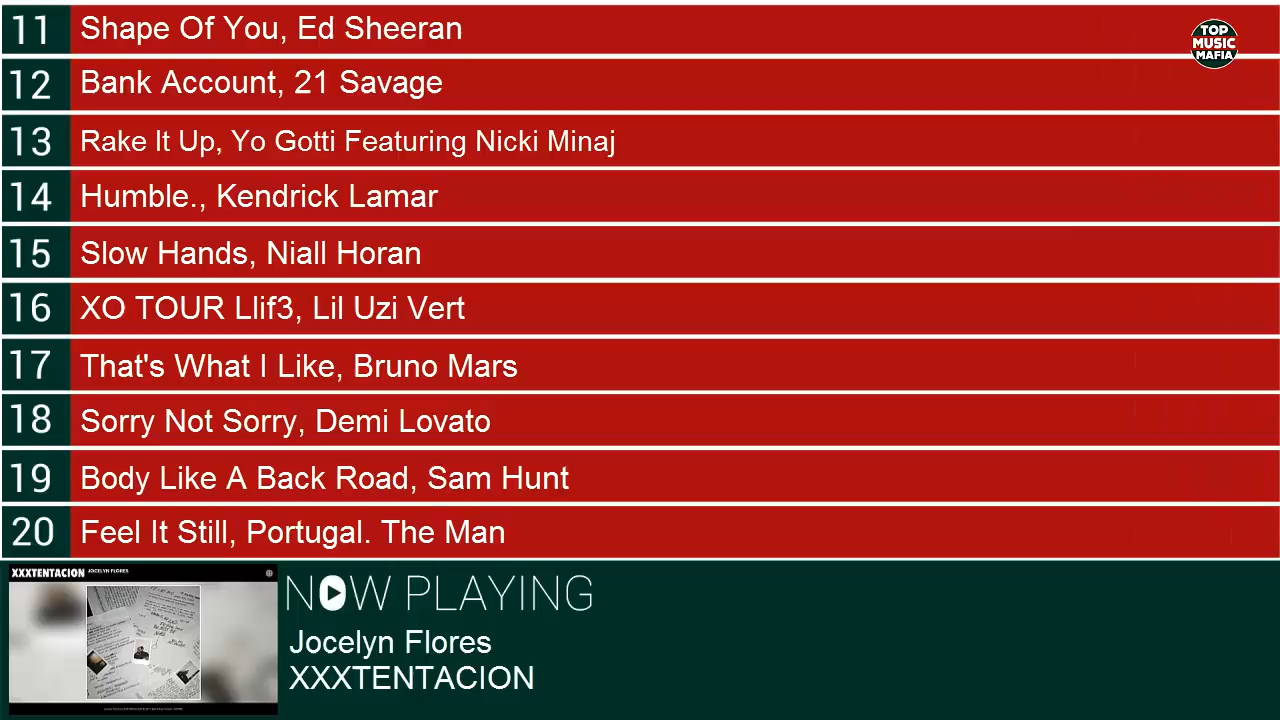 11 Shape Of You, Ed Sheeran
TOP
MUSIC
MAFIA
12 Bank Account, 21 Savage
13 Rake It Up, Yo Gotti Featuring Nicki Minaj
14 Humble., Kendrick Lamar
15 Slow Hands, Niall Horan
16 XO TOUR Llif3, Lil Uzi Vert
17 That's What I Like, Bruno Mars
18 Sorry Not Sorry, Demi Lovato
19 Body Like A Back Road, Sam Hunt
20 Feel It Still, Portugal. The Man
XXXTENTACION JOCELYN FLORES
NOW PLAYING
Jocelyn Flores
XXXTENTACION